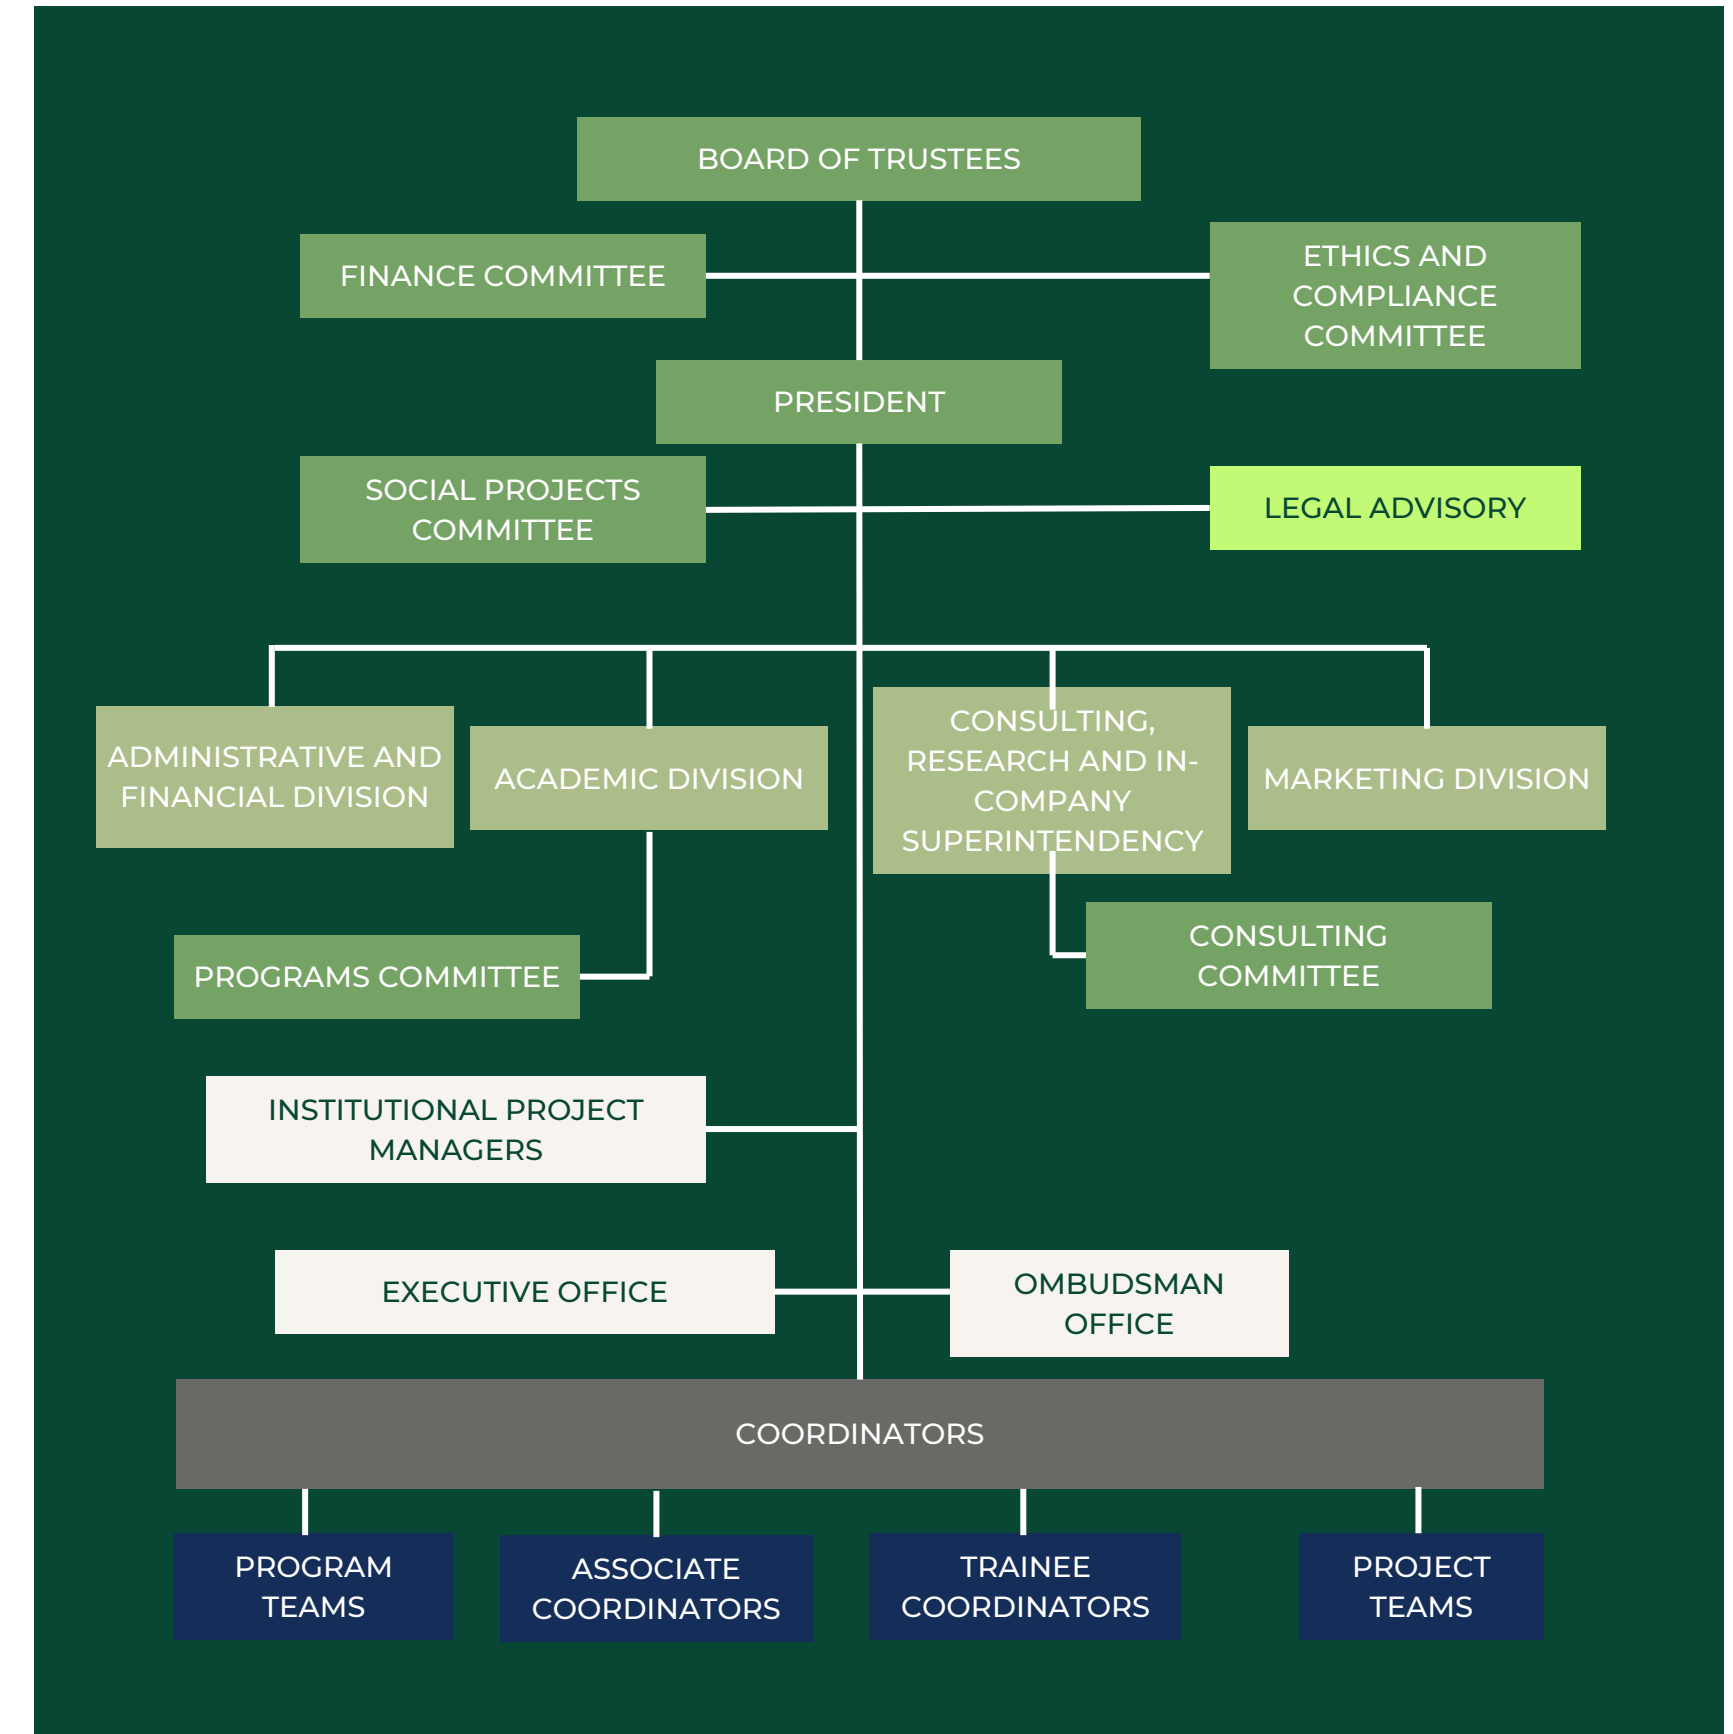 BOARD OF TRUSTEES
FINANCE COMMITTEE
ETHICS AND
COMPLIANCE
COMMITTEE
PRESIDENT
SOCIAL PROJECTS
COMMITTEE
LEGAL ADVISORY
ADMINISTRATIVE AND
FINANCIAL DIVISION
ACADEMIC DIVISION
CONSULTING,
RESEARCH AND IN-
COMPANY
SUPERINTENDENCY
MARKETING DIVISION
PROGRAMS COMMITTEE
CONSULTING
COMMITTEE
INSTITUTIONAL PROJECT
MANAGERS
EXECUTIVE OFFICE
OMBUDSMAN
OFFICE
COORDINATORS
PROGRAM
TEAMS
ASSOCIATE
COORDINATORS
TRAINEE
COORDINATORS
PROJECT
TEAMS